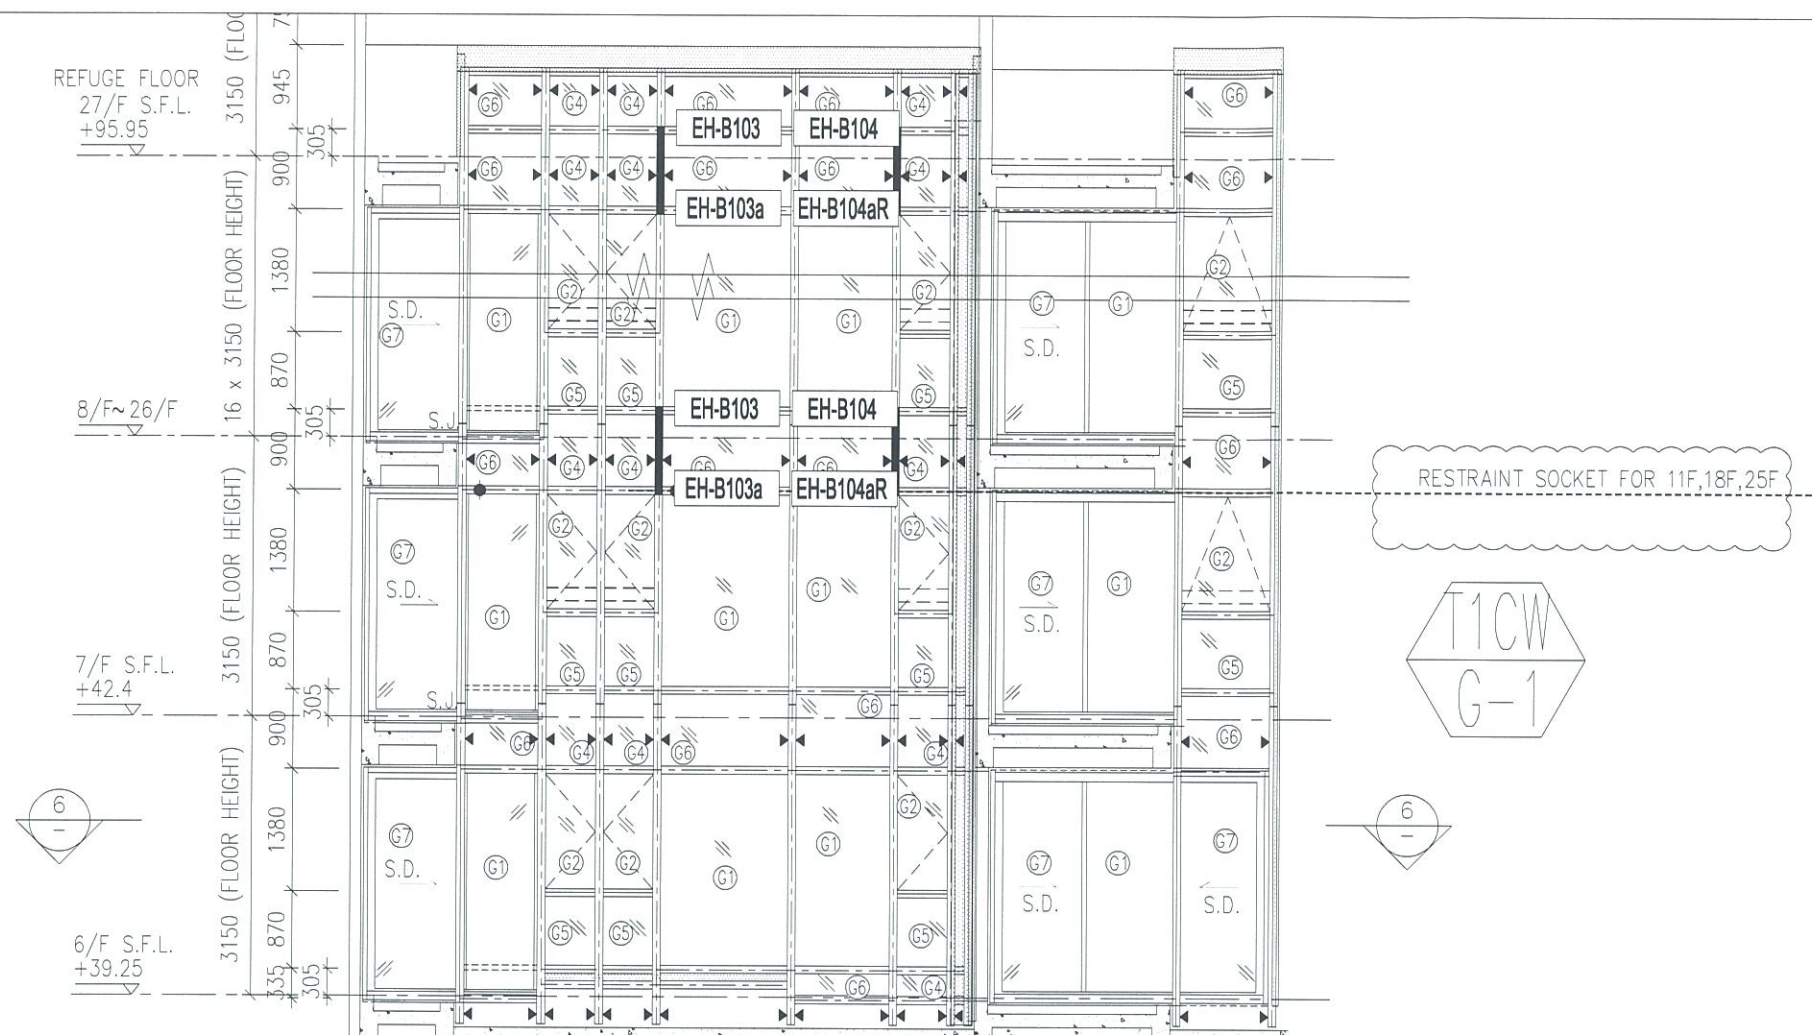 3150 (FLOO
945
REFUGE FLOOR
27/F S.F.L.
+95.95
305
900
G6 G4 G4 G6 G6 G4 G6
EH-B103 EH-B104
G6 G4 G4 G6 G6 G4 G6
EH-B103a EH-B104aR
16 x 3150 (FLOOR HEIGHT)
1380
S.D.
G7 G1 G2 G2 G1 G1 G2 G7 G1 G2
S.D.
870
G5 G5 G5 G5
8/F~26/F
S.J.
305
EH-B103 EH-B104
900
G6 G4 G4 G6 G6 G4 G6
EH-B103a EH-B104aR
RESTRAINT SOCKET FOR 11F,18F,25F
3150 (FLOOR HEIGHT)
1380
G7 G2 G2 G2 G2
S.D.
G1 G1 G1 G7 G1
S.D.
870
G5 G5 G5 G5
T1CW
G-1
7/F S.F.L.
+42.4
S.J.
305
G6
900
G6 G4 G4 G6 G4 G6
3150 (FLOOR HEIGHT)
1380
6
–
G7 G1 G2 G2 G1 G1 G2 G7 G1 G7
S.D. S.D. S.D.
6
–
870
G5 G5 G5
6/F S.F.L.
+39.25
335
305
G6 G4